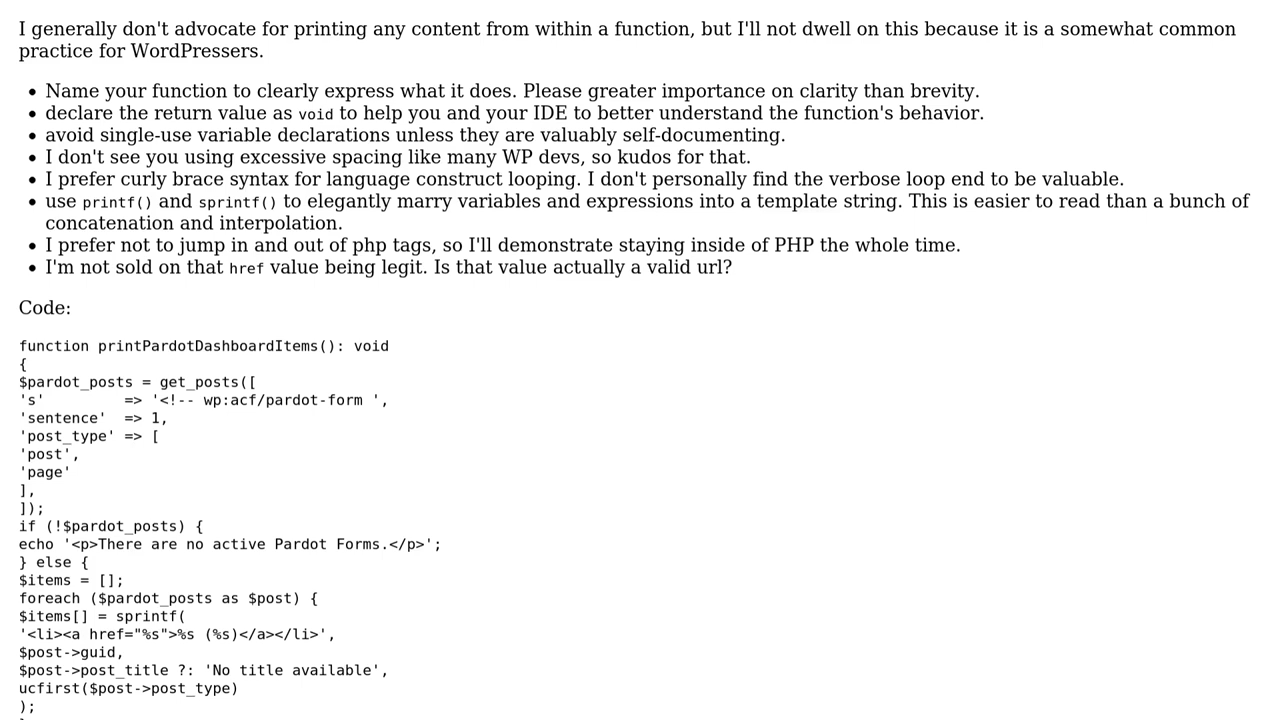 I generally don't advocate for printing any content from within a function, but I'll not dwell on this because it is a somewhat common
practice for WordPressers.
• Name your function to clearly express what it does. Please greater importance on clarity than brevity.
• declare the return value as void to help you and your IDE to better understand the function's behavior.
• avoid single-use variable declarations unless they are valuably self-documenting.
• I don't see you using excessive spacing like many WP devs, so kudos for that.
• I prefer curly brace syntax for language construct looping. I don't personally find the verbose loop end to be valuable.
• use printf() and sprintf() to elegantly marry variables and expressions into a template string. This is easier to read than a bunch of
concatenation and interpolation.
• I prefer not to jump in and out of php tags, so I'll demonstrate staying inside of PHP the whole time.
• I'm not sold on that href value being legit. Is that value actually a valid url?
Code:
function printPardotDashboardItems(): void
{
$pardot_posts = get_posts([
's'         => '<!-- wp:acf/pardot-form ',
'sentence'  => 1,
'post_type' => [
'post',
'page'
],
]);
if (!$pardot_posts) {
echo '<p>There are no active Pardot Forms.</p>';
} else {
$items = [];
foreach ($pardot_posts as $post) {
$items[] = sprintf(
'<li><a href="%s">%s (%s)</a></li>',
$post->guid,
$post->post_title ?: 'No title available',
ucfirst($post->post_type)
);